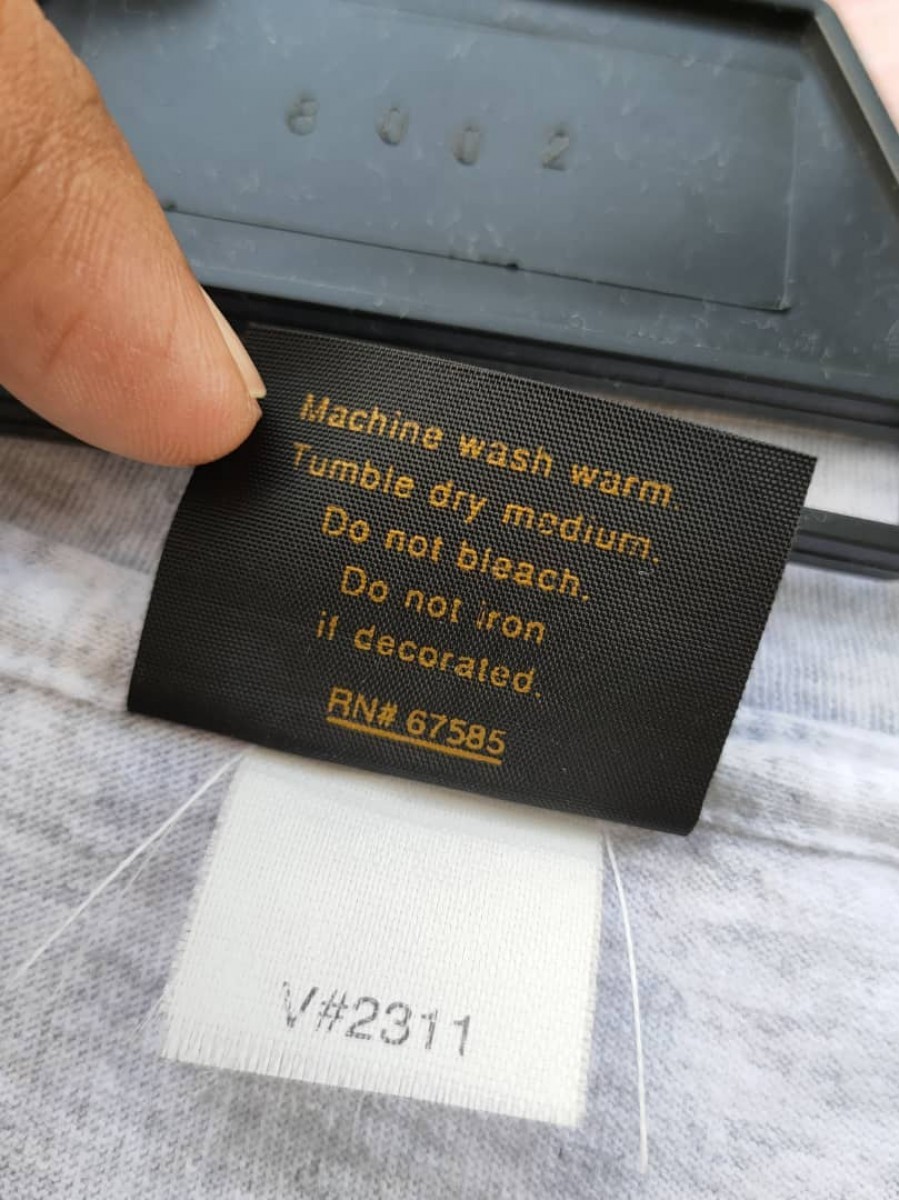 8002
Machine wash warm.
Tumble dry medium.
Do not bleach.
Do not iron
if decorated.
RN# 67585
V#2311